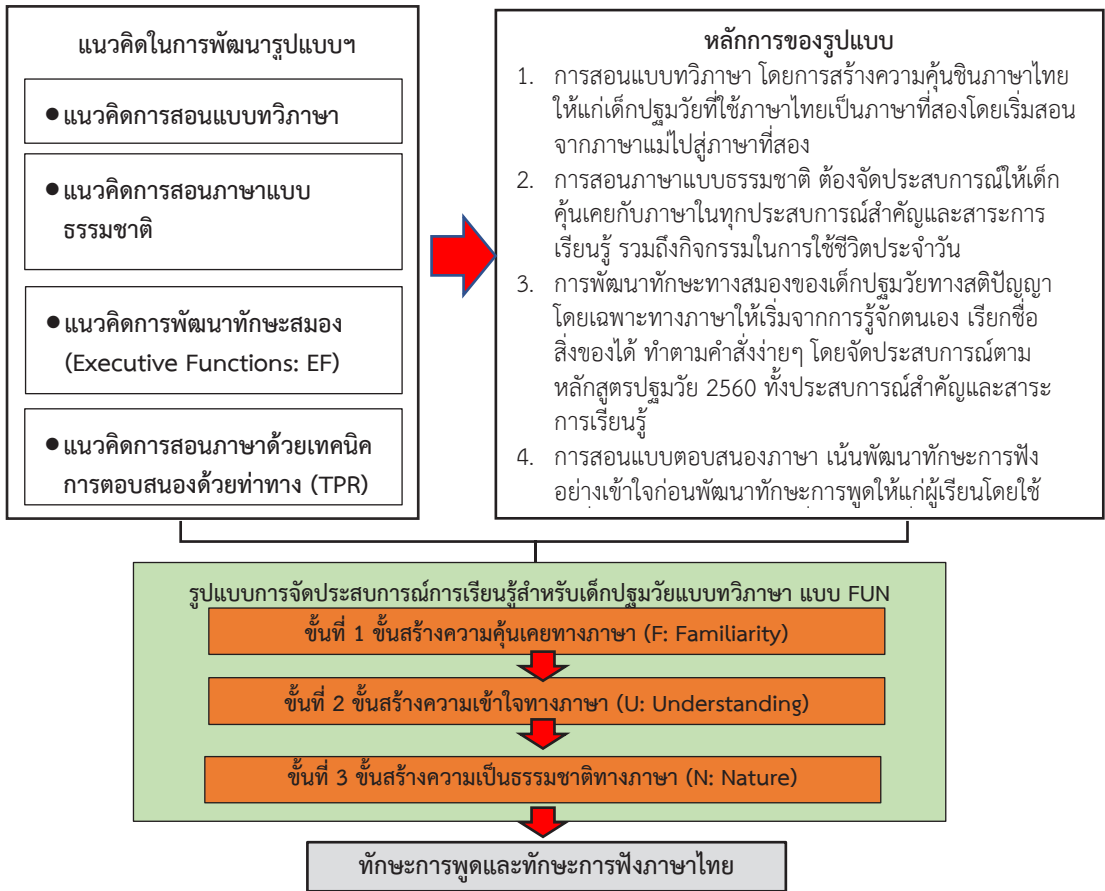 แนวคิดในการพัฒนารูปแบบฯ
●แนวคิดการสอนแบบทวิภาษา
●แนวคิดการสอนภาษาแบบ
ธรรมชาติ
●แนวคิดการพัฒนาทักษะสมอง
(Executive Functions: EF)
●แนวคิดการสอนภาษาด้วยเทคนิค
การตอบสนองด้วยท่าทาง (TPR)
หลักการของรูปแบบ
1. การสอนแบบทวิภาษา โดยการสร้างความคุ้นชินภาษาไทย
ให้แก่เด็กปฐมวัยที่ใช้ภาษาไทยเป็นภาษาที่สองโดยเริ่มสอน
จากภาษาแม่ไปสู่ภาษาที่สอง
2. การสอนภาษาแบบธรรมชาติ ต้องจัดประสบการณ์ให้เด็ก
คุ้นเคยกับภาษาในทุกประสบการณ์สำคัญและสาระการ
เรียนรู้ รวมถึงกิจกรรมในการใช้ชีวิตประจำวัน
3. การพัฒนาทักษะทางสมองของเด็กปฐมวัยทางสติปัญญา
โดยเฉพาะทางภาษาให้เริ่มจากการรู้จักตนเอง เรียกชื่อ
สิ่งของได้ ทำตามคำสั่งง่ายๆ โดยจัดประสบการณ์ตาม
หลักสูตรปฐมวัย 2560 ทั้งประสบการณ์สำคัญและสาระ
การเรียนรู้
4. การสอนแบบตอบสนองภาษา เน้นพัฒนาทักษะการฟัง
อย่างเข้าใจก่อนพัฒนาทักษะการพูดให้แก่ผู้เรียนโดยใช้
รูปแบบการจัดประสบการณ์การเรียนรู้สำหรับเด็กปฐมวัยแบบทวิภาษา แบบ FUN
ขั้นที่ 1 ขั้นสร้างความคุ้นเคยทางภาษา (F: Familiarity)
ขั้นที่ 2 ขั้นสร้างความเข้าใจทางภาษา (U: Understanding)
ขั้นที่ 3 ขั้นสร้างความเป็นธรรมชาติทางภาษา (N: Nature)
ทักษะการพูดและทักษะการฟังภาษาไทย